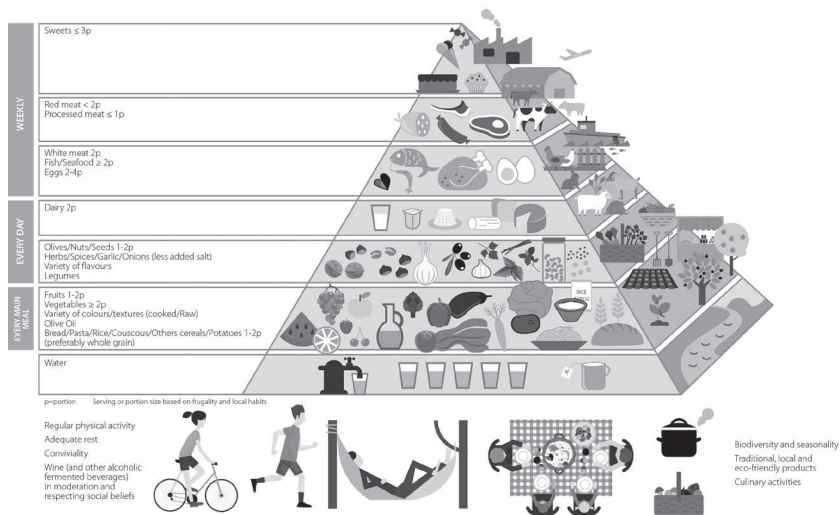 WEEKLY
Sweets ≤ 3p
Red meat < 2p
Processed meat ≤ 1p
White meat 2p
Fish/Seafood ≥ 2p
Eggs 2-4p
EVERY DAY
Dairy 2p
Olives/Nuts/Seeds 1-2p
Herbs/Spices/Garlic/Onions (less added salt)
Variety of flavours
Legumes
EVERY MAIN
MEAL
Fruits 1-2p
Vegetables ≥ 2p
Variety of colours/textures (cooked/Raw)
Olive Oil
Bread/Pasta/Rice/Couscous/Others cereals/Potatoes 1-2p
(preferably whole grain)
RICE
Water
p=portion Serving or portion size based on frugality and local habits
Regular physical activity
Adequate rest
Conviviality
Wine (and other alcoholic
fermented beverages)
in moderation and
respecting social beliefs
Biodiversity and seasonality
Traditional, local and
eco-friendly products
Culinary activities